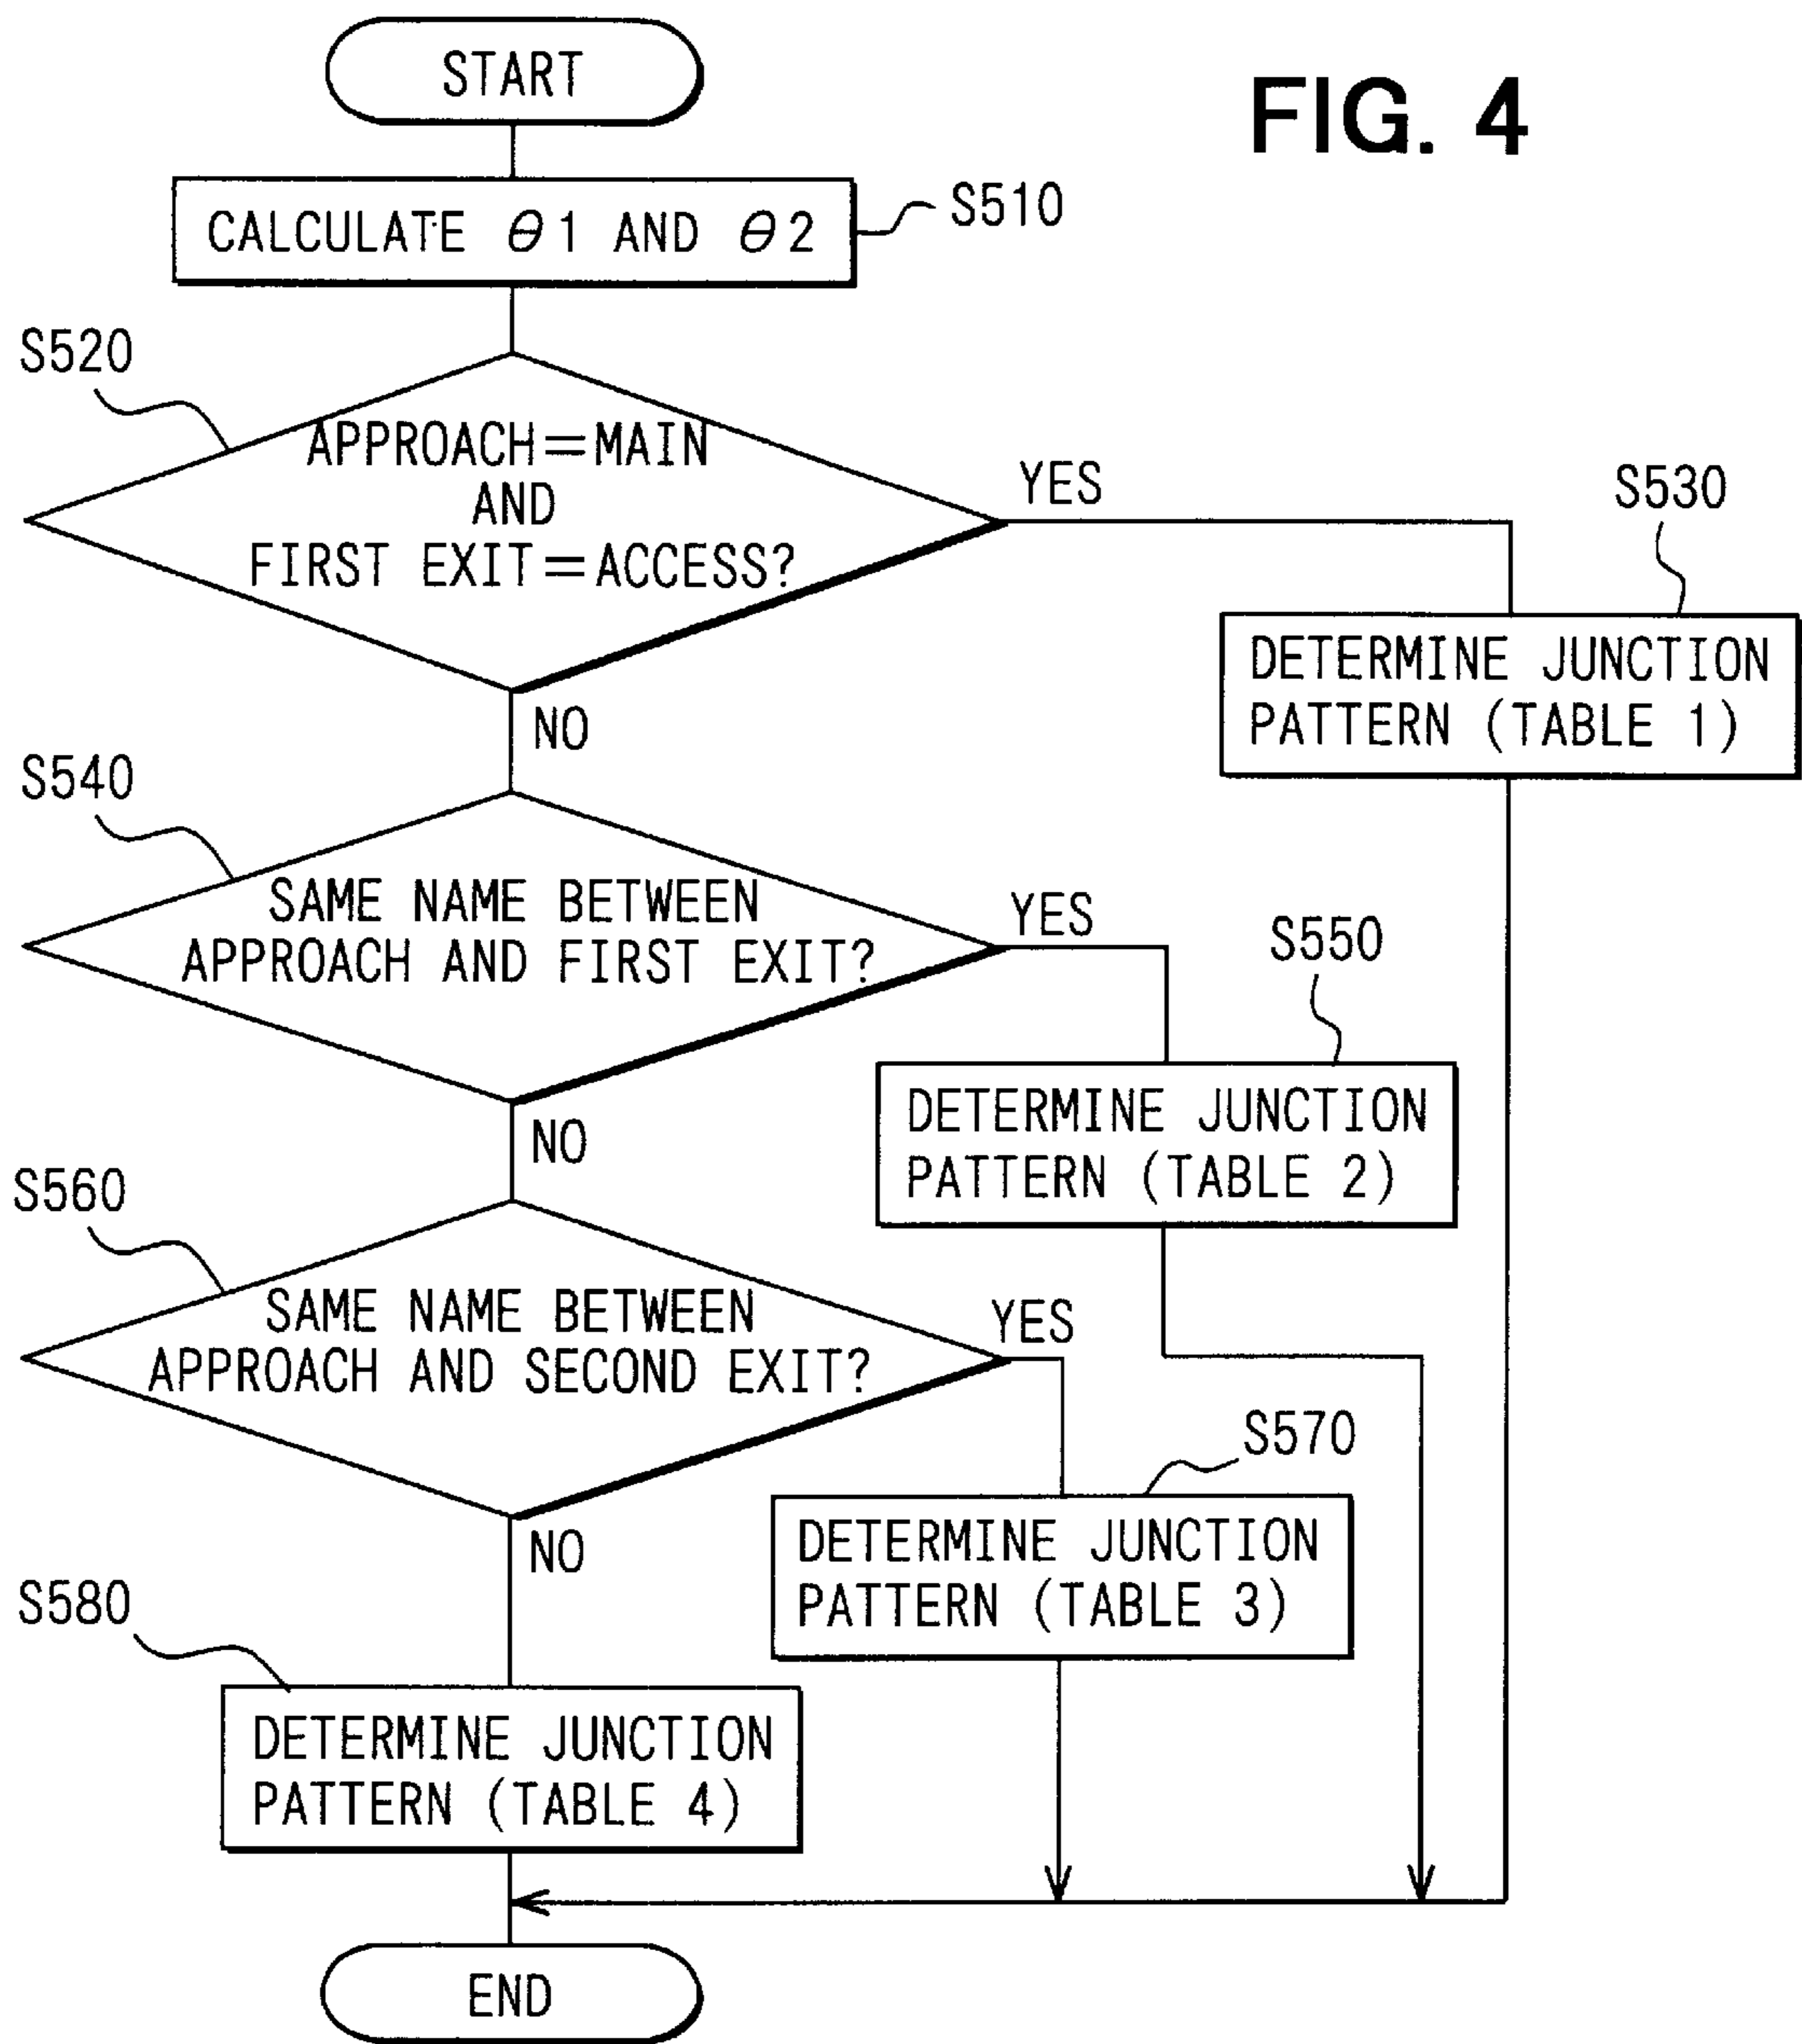 START
FIG. 4
CALCULATE θ1 AND θ2
S510
S520
APPROACH=MAIN
AND
FIRST EXIT=ACCESS?
YES
S530
DETERMINE JUNCTION
PATTERN (TABLE 1)
NO
S540
SAME NAME BETWEEN
APPROACH AND FIRST EXIT?
YES
S550
DETERMINE JUNCTION
PATTERN (TABLE 2)
NO
S560
SAME NAME BETWEEN
APPROACH AND SECOND EXIT?
YES
S570
DETERMINE JUNCTION
PATTERN (TABLE 3)
NO
S580
DETERMINE JUNCTION
PATTERN (TABLE 4)
END